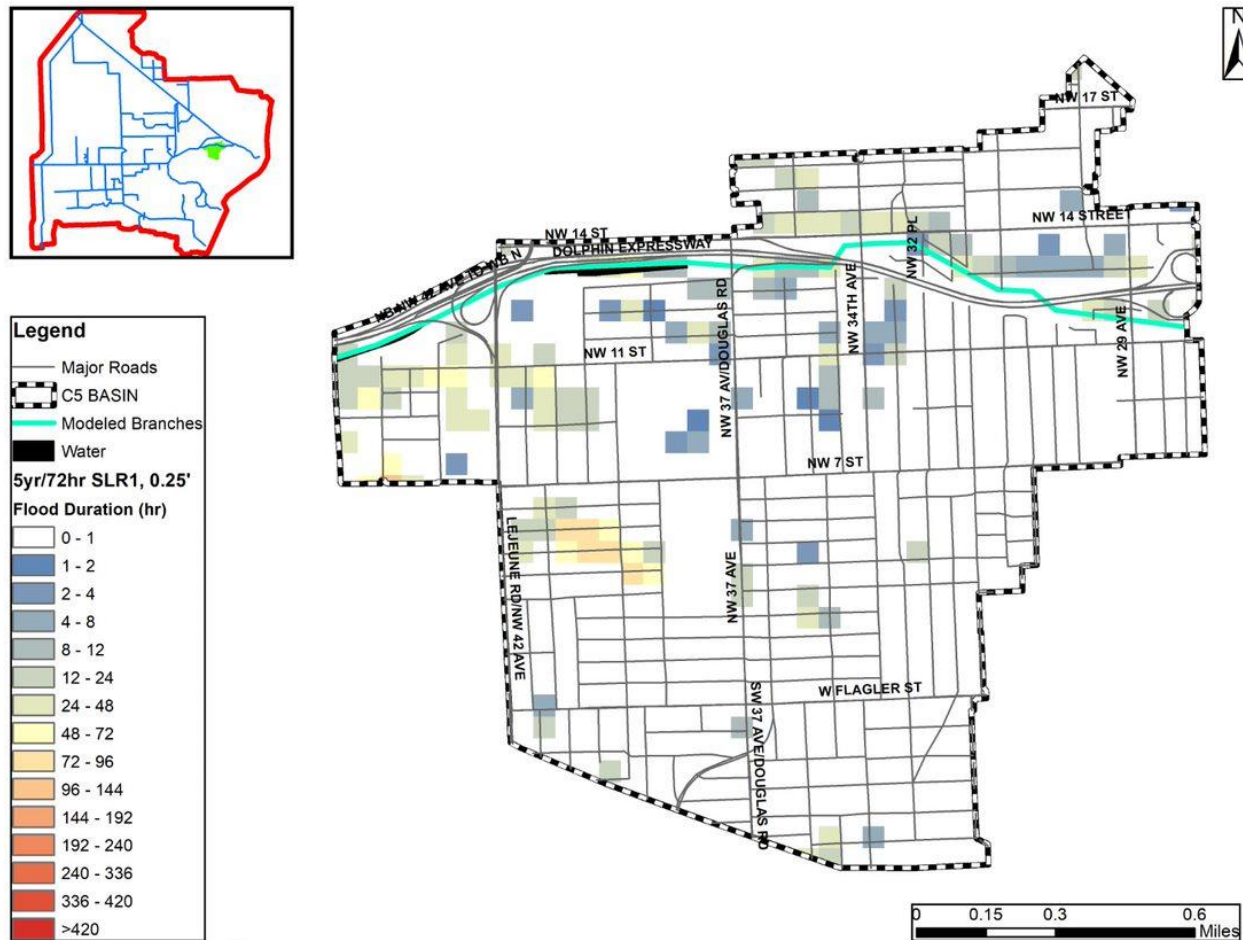 N
NW 17 ST
NW 14 STREET
NW 14 ST
DOLPHIN EXPRESSWAY
NW 32 PL
NW 34TH AVE
NW 37 AV/DOUGLAS RD
NW 29 AVE
NW 11 ST
NW 7 ST
LEJEUNE RD/NW 42 AVE
NW 37 AVE
W FLAGLER ST
SW 37 AVE/DOUGLAS RD
Legend
Major Roads
C5 BASIN
Modeled Branches
Water
5yr/72hr SLR1, 0.25'
Flood Duration (hr)
0 - 1
1 - 2
2 - 4
4 - 8
8 - 12
12 - 24
24 - 48
48 - 72
72 - 96
96 - 144
144 - 192
192 - 240
240 - 336
336 - 420
>420
0 0.15 0.3 0.6
Miles